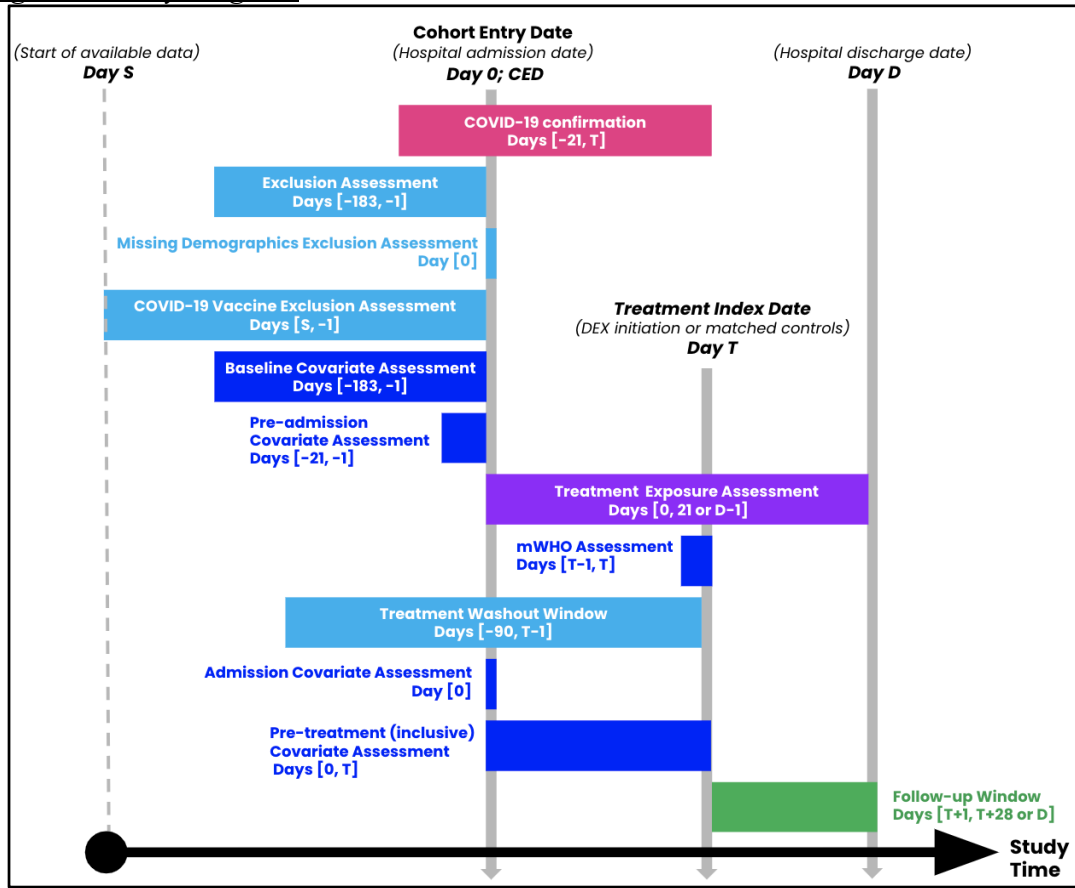 (Start of available data)
Day S
Cohort Entry Date
(Hospital admission date)
Day 0; CED
(Hospital discharge date)
Day D
COVID-19 confirmation
Days [-21, T]
Exclusion Assessment
Days [-183, -1]
Missing Demographics Exclusion Assessment
Day [0]
COVID-19 Vaccine Exclusion Assessment
Days [S, -1]
Treatment Index Date
(DEX initiation or matched controls)
Day T
Baseline Covariate Assessment
Days [-183, -1]
Pre-admission
Covariate Assessment
Days [-21, -1]
Treatment Exposure Assessment
Days [0, 21 or D-1]
mWHO Assessment
Days [T-1, T]
Treatment Washout Window
Days [-90, T-1]
Admission Covariate Assessment
Day [0]
Pre-treatment (inclusive)
Covariate Assessment
Days [0, T]
Follow-up Window
Days [T+1, T+28 or D]
Study
Time